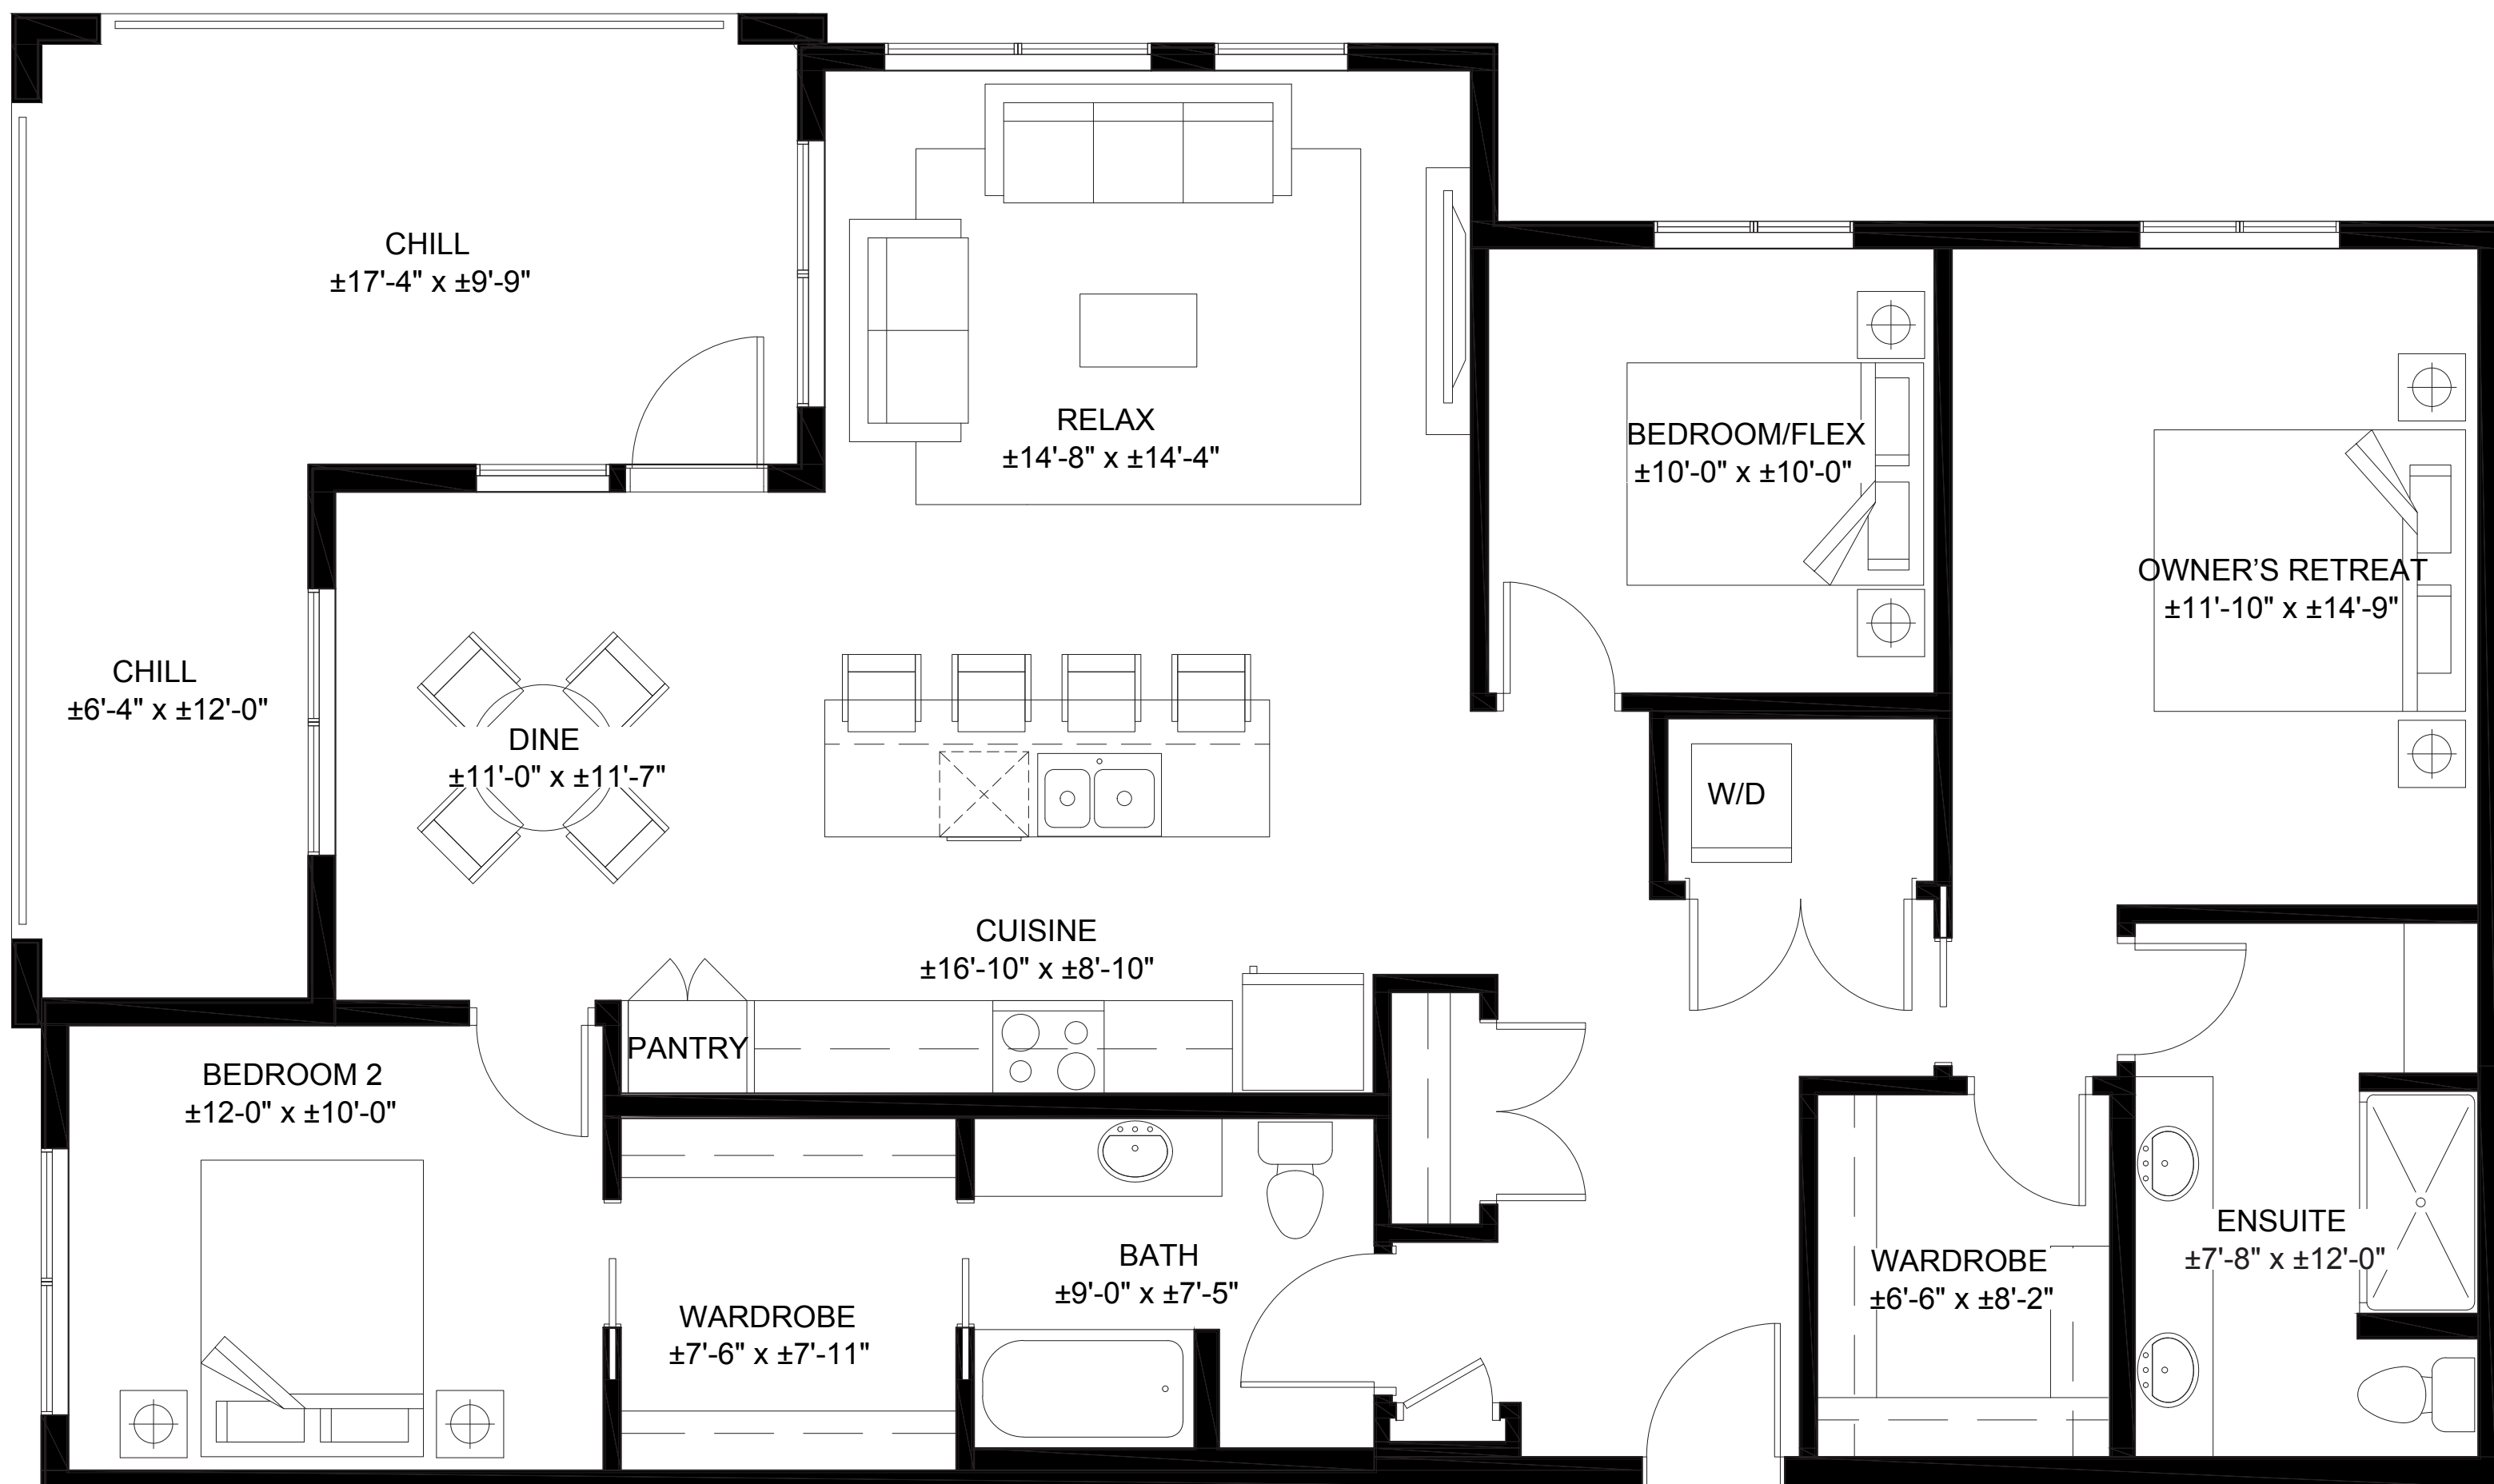 CHILL
±17'-4" x ±9'-9"
RELAX
±14'-8" x ±14'-4"
BEDROOM/FLEX
±10'-0" x ±10'-0"
OWNER’S RETREAT
±11'-10" x ±14'-9"
CHILL
±6'-4" x ±12'-0"
DINE
±11'-0" x ±11'-7"
W/D
CUISINE
±16'-10" x ±8'-10"
PANTRY
BEDROOM 2
±12-0" x ±10'-0"
WARDROBE
±7'-6" x ±7'-11"
BATH
±9'-0" x ±7'-5"
WARDROBE
±6'-6" x ±8'-2"
ENSUITE
±7'-8" x ±12'-0"